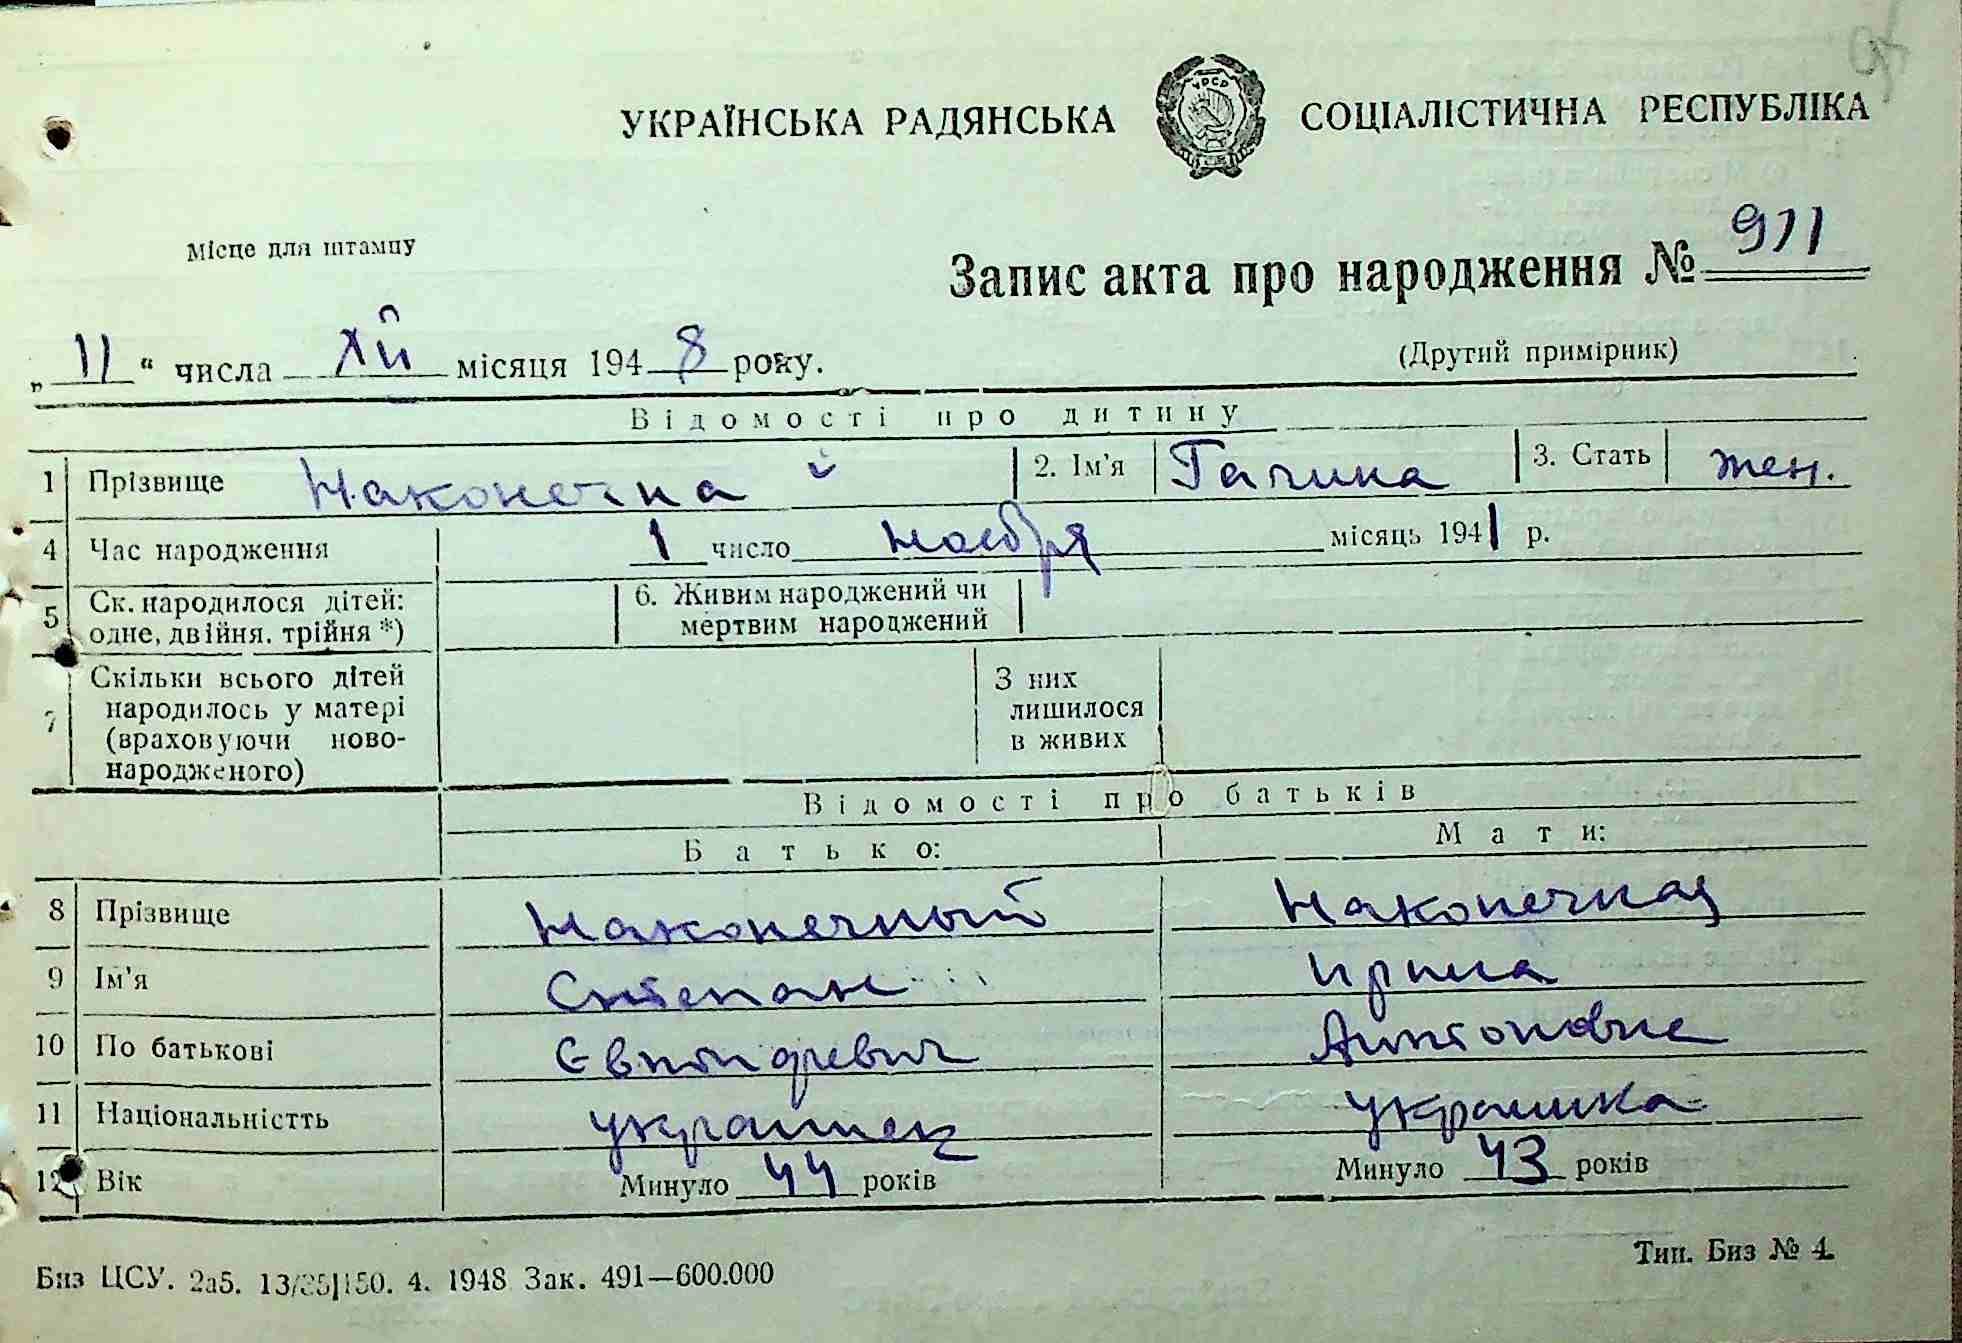 УКРАЇНСЬКА РАДЯНСЬКА СОЦІАЛІСТИЧНА РЕСПУБЛІКА
УРСР
Місце для штампу
Запис акта про народження № 911
„11“ числа XII місяця 1948 року.
(Другий примірник)
Відомості про дитину
1 Прізвище Наконечна 2. Ім'я Галина 3. Стать жен.
4 Час народження 1 число ноября місяць 1941 р.
5 Ск. народилося дітей: одне, двійня, трійня *) 6. Живим народжений чи мертвим народжений
7 Скільки всього дітей народилось у матері (враховуючи ново-народженого) З них лишилося в живих
Відомості про батьків
Батько: Мати:
8 Прізвище Наконечный Наконечная
9 Ім'я Степан Ирина
10 По батькові Антоновна
11 Національністть украинец украинка
12 Вік Минуло 44 років Минуло 43 років
Биз ЦСУ. 2а5. 13/35|150. 4. 1948 Зак. 491—600.000
Тип. Биз № 4.